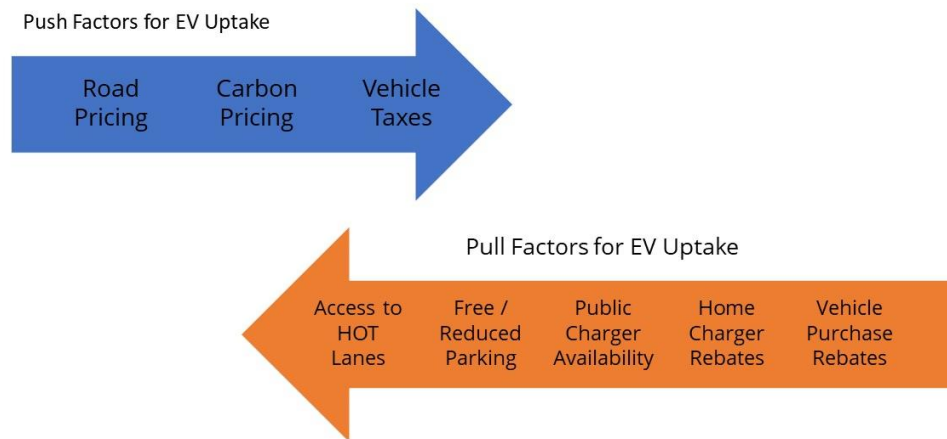 Push Factors for EV Uptake
Road
Pricing
Carbon
Pricing
Vehicle
Taxes
Pull Factors for EV Uptake
Access to
HOT
Lanes
Free /
Reduced
Parking
Public
Charger
Availability
Home
Charger
Rebates
Vehicle
Purchase
Rebates